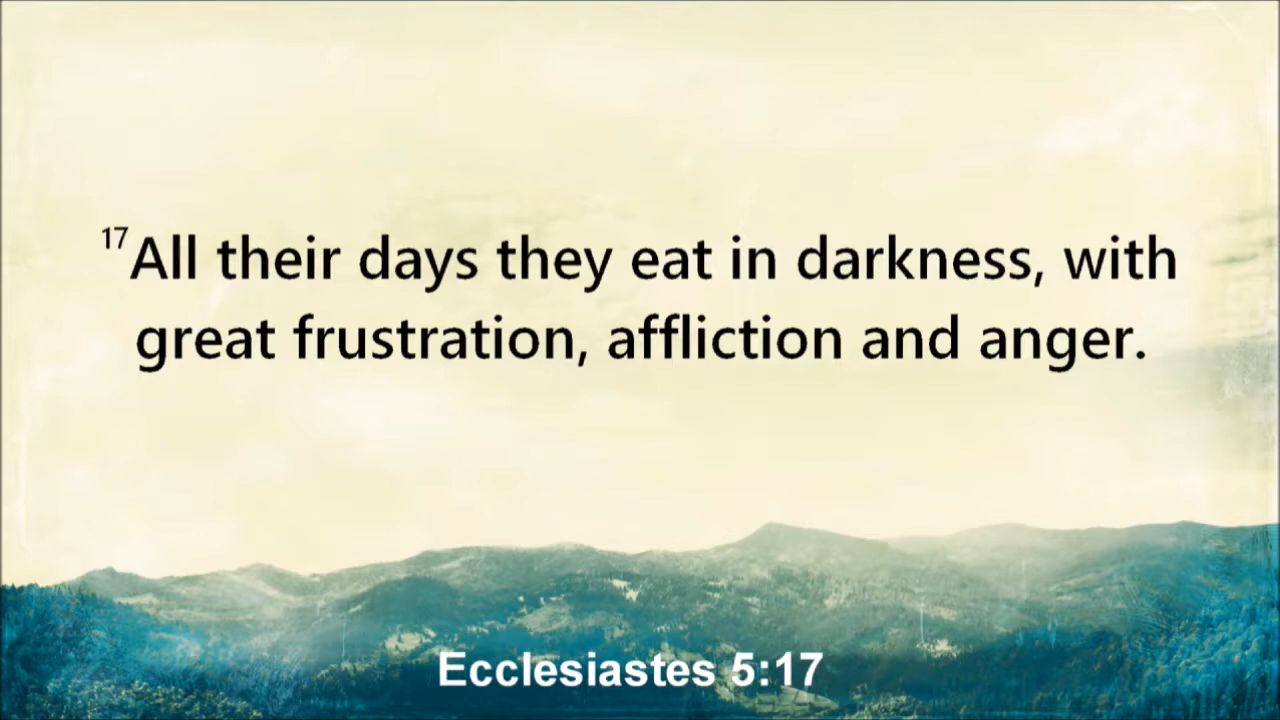 17All their days they eat in darkness, with
great frustration, affliction and anger.
Ecclesiastes 5:17